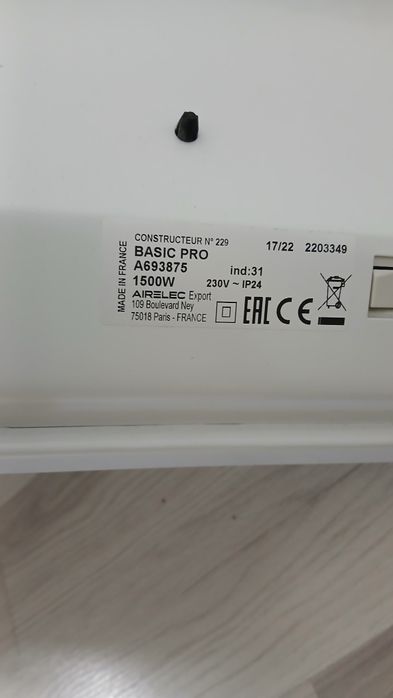 CONSTRUCTEUR N° 229
17/22 2203349
BASIC PRO
A693875 ind:31
1500W 230V ~ IP24
AIRELEC Export
109 Boulevard Ney
75018 Paris - FRANCE
EAC CE
MADE IN FRANCE